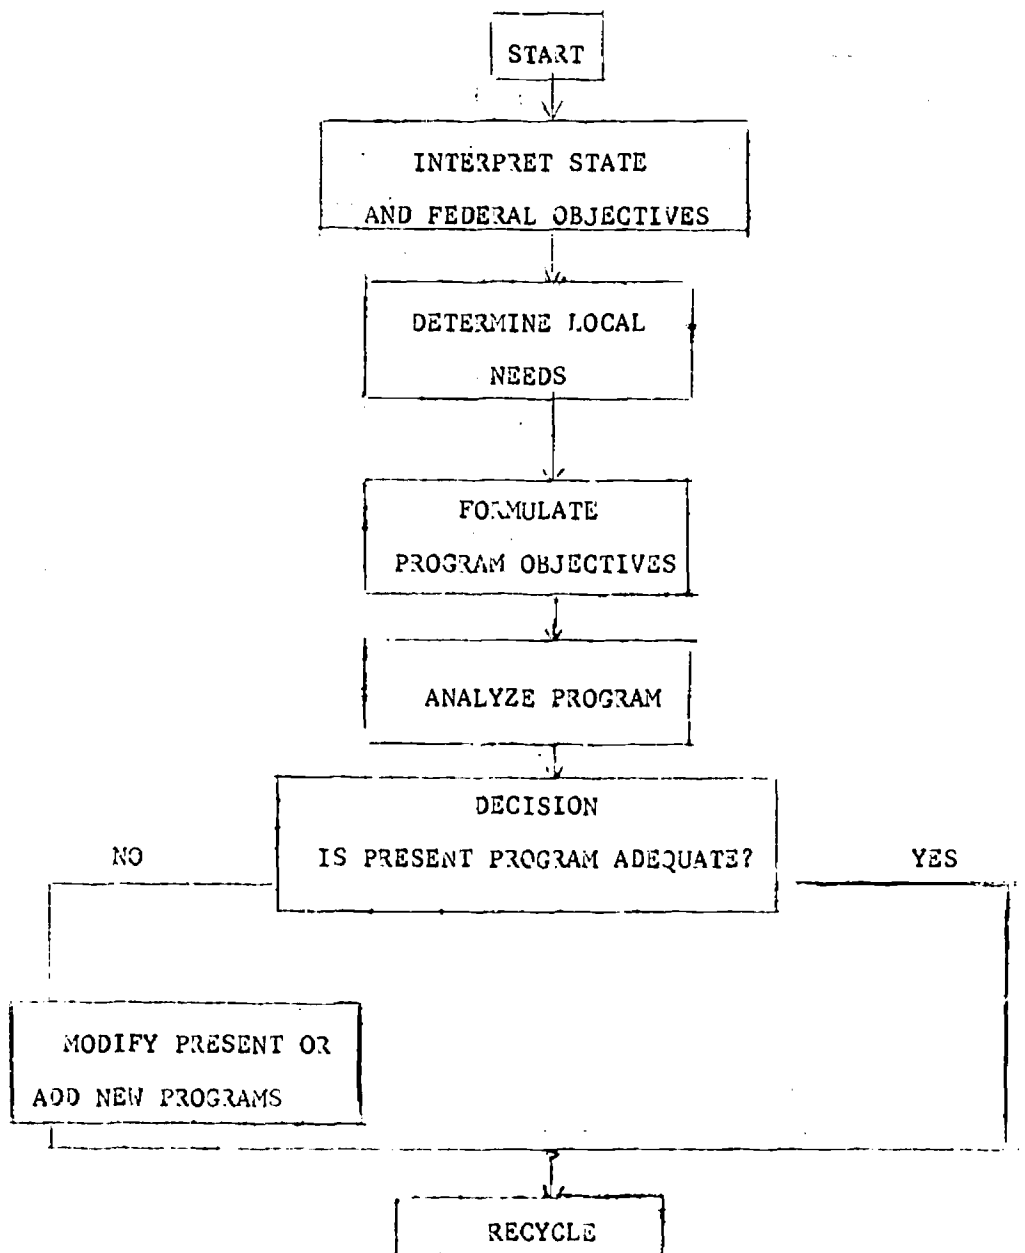 START
INTERPRET STATE
AND FEDERAL OBJECTIVES
DETERMINE LOCAL
NEEDS
FORMULATE
PROGRAM OBJECTIVES
ANALYZE PROGRAM
DECISION
IS PRESENT PROGRAM ADEQUATE?
NO
YES
MODIFY PRESENT OR
ADD NEW PROGRAMS
RECYCLE